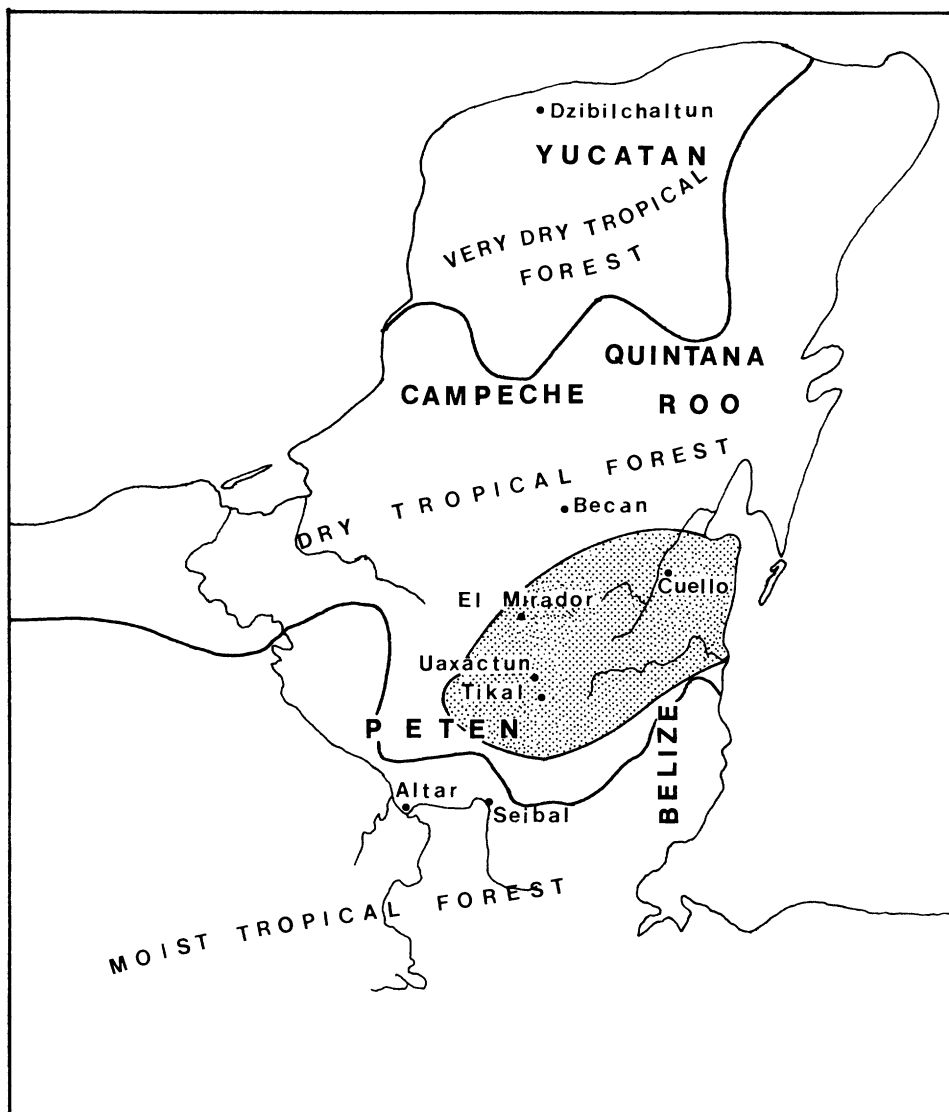 Dzibilchaltun
YUCATAN
VERY DRY TROPICAL
FOREST
QUINTANA
ROO
CAMPECHE
DRY TROPICAL FOREST
Becan
Cuello
El Mirador
Uaxactun
Tikal
PETEN
BELIZE
Altar
Seibal
MOIST TROPICAL FOREST